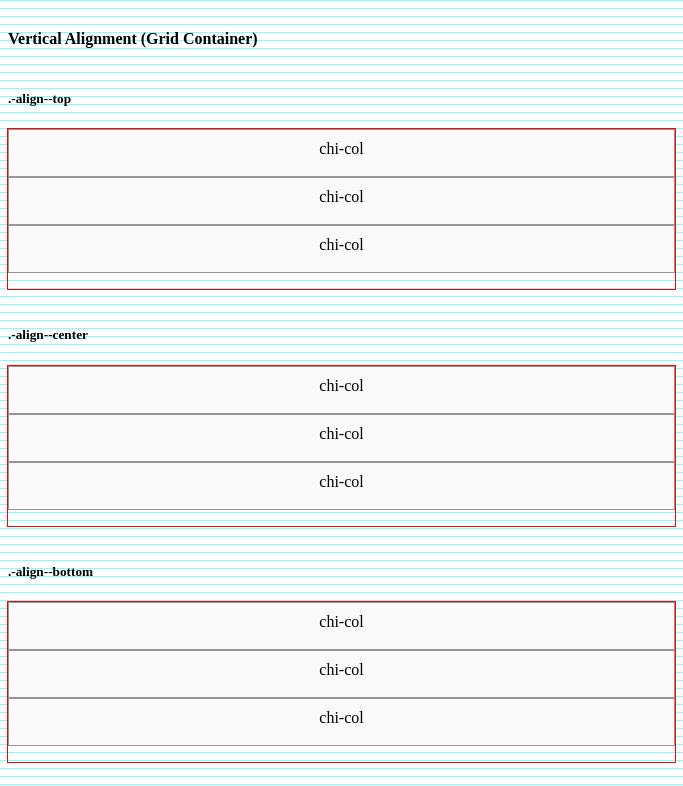 Vertical Alignment (Grid Container)
.-align--top
chi-col
chi-col
chi-col
.-align--center
chi-col
chi-col
chi-col
.-align--bottom
chi-col
chi-col
chi-col